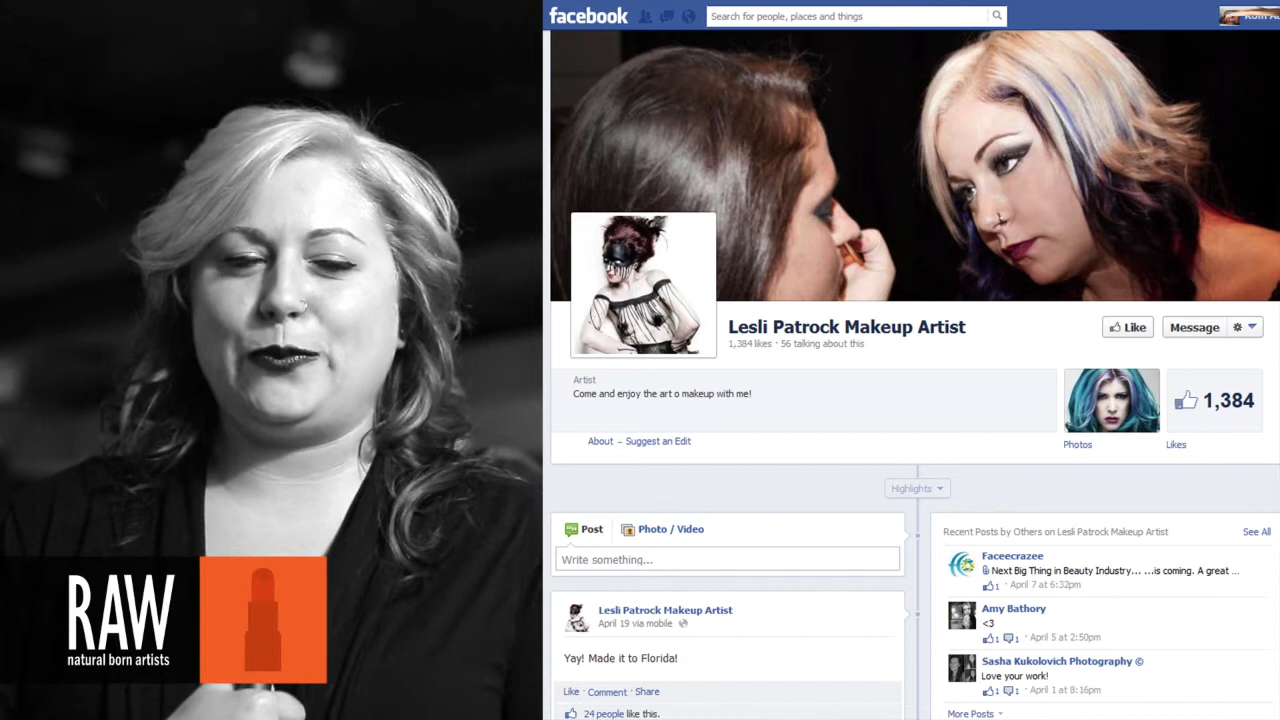 RAW
natural born artists
facebook
Search for people, places and things
Lesli Patrock Makeup Artist
Like
Message
1,384 likes · 56 talking about this
Artist
Come and enjoy the art o makeup with me!
1,384
About – Suggest an Edit
Photos
Likes
Highlights
Post
Photo / Video
Write something...
Lesli Patrock Makeup Artist
April 19 via mobile
Yay! Made it to Florida!
Like · Comment · Share
24 people like this.
Recent Posts by Others on Lesli Patrock Makeup Artist
See All
Faceecrazee
Next Big Thing in Beauty Industry... ...is coming. A great ...
1 · April 7 at 6:32pm
Amy Bathory
<3
1 1 · April 5 at 2:50pm
Sasha Kukolovich Photography ©
Love your work!
1 1 · April 1 at 8:16pm
More Posts